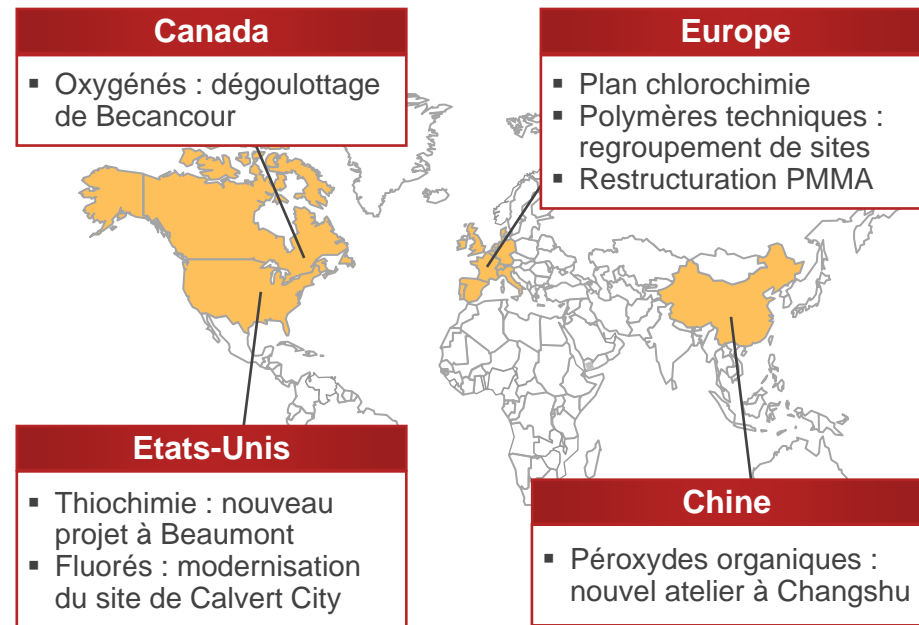 Canada
▪ Oxygénés : dégoulottage
de Becancour
Europe
▪ Plan chlorochimie
▪ Polymères techniques :
regroupement de sites
▪ Restructuration PMMA
Etats-Unis
▪ Thiochimie : nouveau
projet à Beaumont
▪ Fluorés : modernisation
du site de Calvert City
Chine
▪ Péroxydes organiques :
nouvel atelier à Changshu